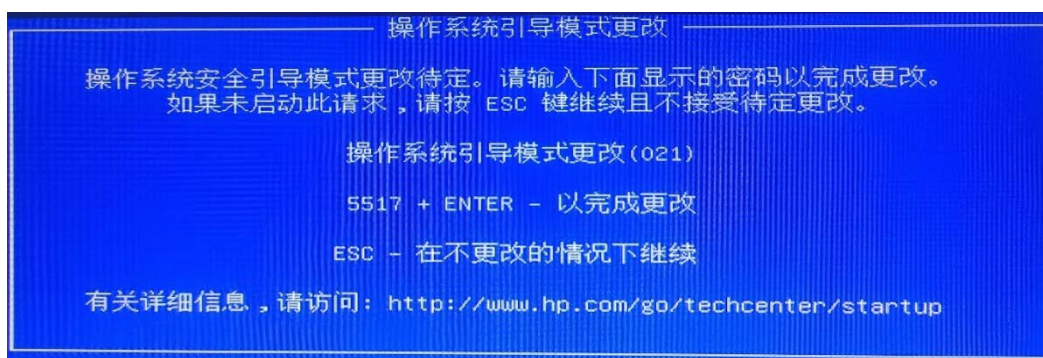 操作系统引导模式更改
操作系统安全引导模式更改待定。请输入下面显示的密码以完成更改。
如果未启动此请求,请按 ESC 键继续且不接受待定更改。
操作系统引导模式更改(021)
5517 + ENTER - 以完成更改
ESC - 在不更改的情况下继续
有关详细信息,请访问: http://www.hp.com/go/techcenter/startup